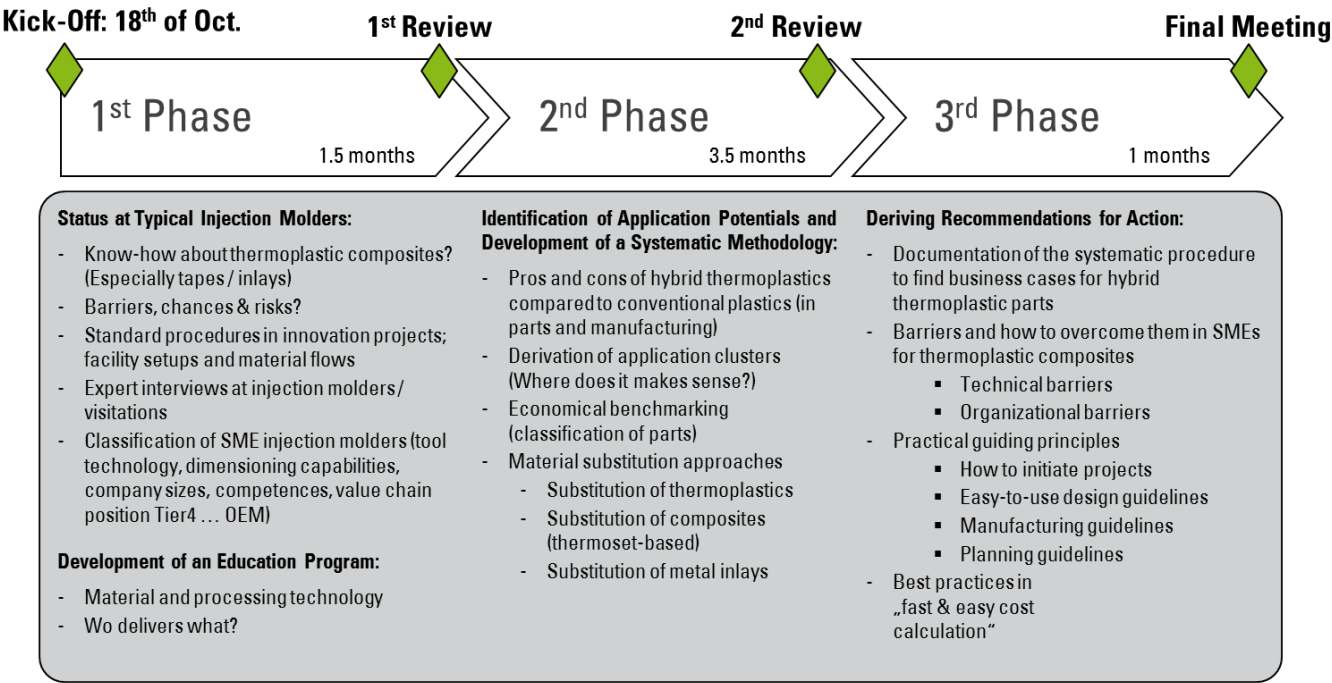 Kick-Off: 18th of Oct.
1st Review
2nd Review
Final Meeting
1st Phase
1.5 months
2nd Phase
3.5 months
3rd Phase
1 months
Status at Typical Injection Molders:
- Know-how about thermoplastic composites?
(Especially tapes / inlays)
- Barriers, chances & risks?
- Standard procedures in innovation projects;
facility setups and material flows
- Expert interviews at injection molders /
visitations
- Classification of SME injection molders (tool
technology, dimensioning capabilities,
company sizes, competences, value chain
position Tier4 … OEM)
Development of an Education Program:
- Material and processing technology
- Wo delivers what?
Identification of Application Potentials and
Development of a Systematic Methodology:
- Pros and cons of hybrid thermoplastics
compared to conventional plastics (in
parts and manufacturing)
- Derivation of application clusters
(Where does it makes sense?)
- Economical benchmarking
(classification of parts)
- Material substitution approaches
- Substitution of thermoplastics
- Substitution of composites
(thermoset-based)
- Substitution of metal inlays
Deriving Recommendations for Action:
- Documentation of the systematic procedure
to find business cases for hybrid
thermoplastic parts
- Barriers and how to overcome them in SMEs
for thermoplastic composites
▪ Technical barriers
▪ Organizational barriers
- Practical guiding principles
▪ How to initiate projects
▪ Easy-to-use design guidelines
▪ Manufacturing guidelines
▪ Planning guidelines
- Best practices in
„fast & easy cost
calculation“